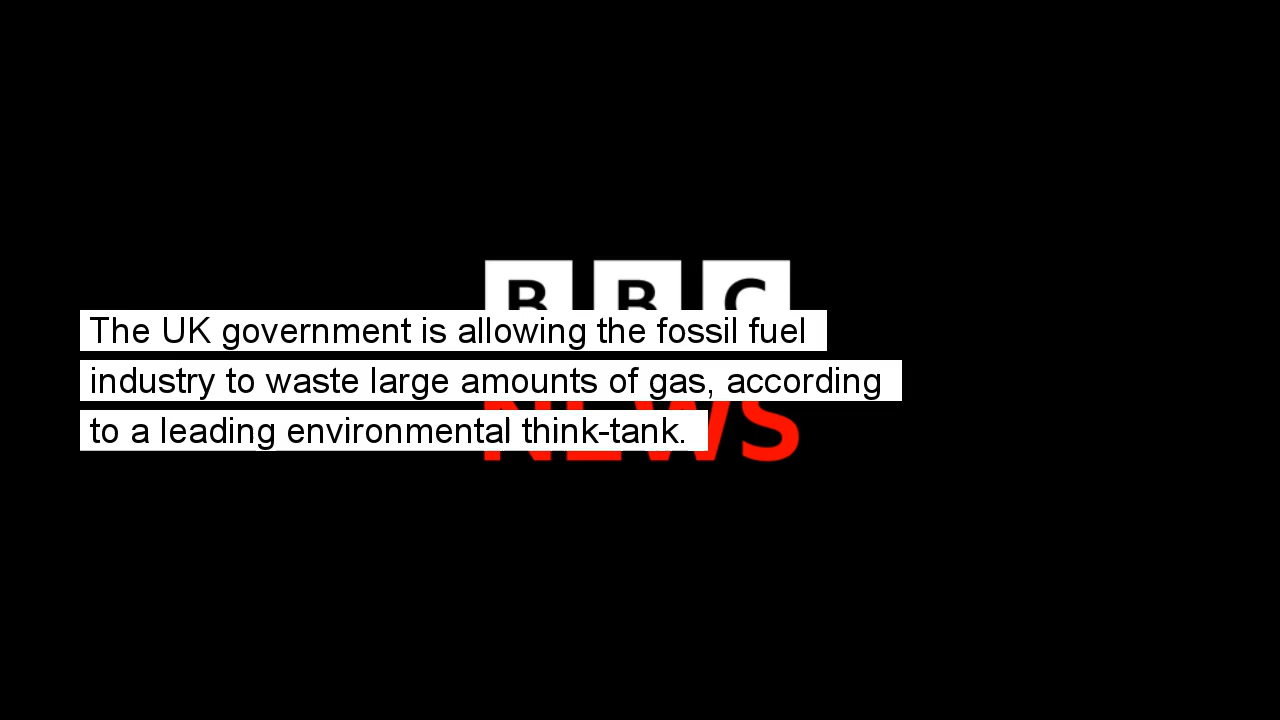 BBC
The UK government is allowing the fossil fuel
industry to waste large amounts of gas, according
to a leading environmental think-tank.
NEWS